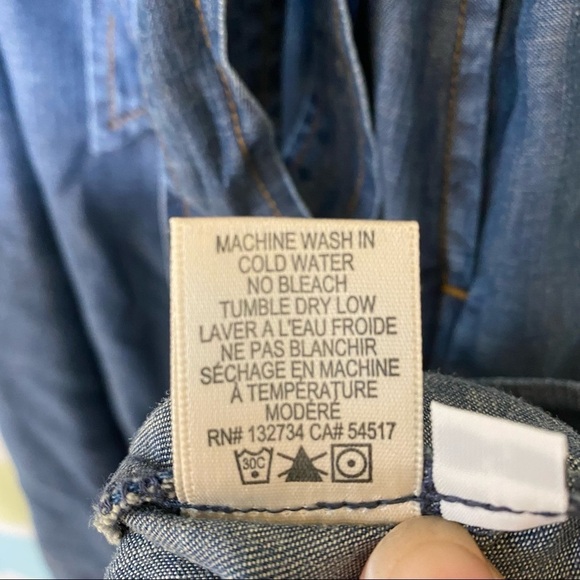 MACHINE WASH IN
COLD WATER
NO BLEACH
TUMBLE DRY LOW
LAVER A L'EAU FROIDE
NE PAS BLANCHIR
SÉCHAGE EN MACHINE
À TEMPÉRATURE
MODÉRÉ
RN# 132734 CA# 54517
30C